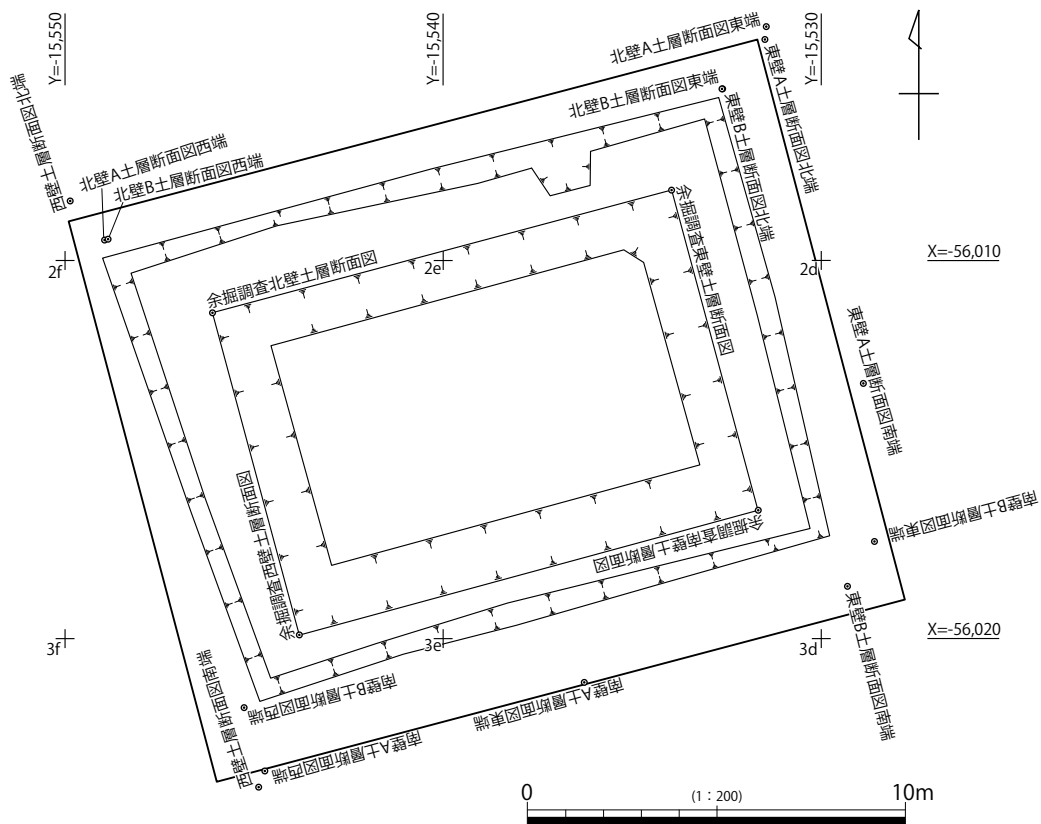 Y=-15,550
Y=-15,540
Y=-15,530
北壁A土層断面図東端
東壁A土層断面図北端
西壁土層断面図北端
北壁B土層断面図東端
東壁B土層断面図北端
北壁A土層断面図西端
北壁B土層断面図西端
余掘調査東壁土層断面図
2f
2e
2d
X=-56,010
余掘調査北壁土層断面図
東壁A土層断面図南端
余掘調査西壁土層断面図
南壁B土層断面図東端
余掘調査南壁土層断面図
東壁B土層断面図南端
3f
3e
3d
X=-56,020
西壁土層断面図南端
南壁B土層断面図西端
南壁A土層断面図東端
南壁A土層断面図西端
0
(1：200)
10m